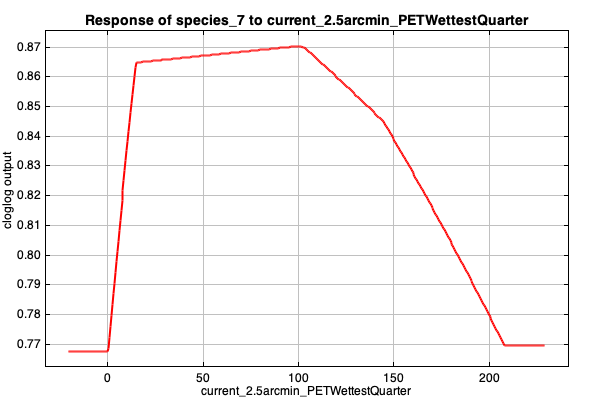 Response of species_7 to current_2.5arcmin_PETWettestQuarter
0.87
0.86
0.85
0.84
0.83
0.82
0.81
0.80
0.79
0.78
0.77
cloglog output
0 50 100 150 200
current_2.5arcmin_PETWettestQuarter